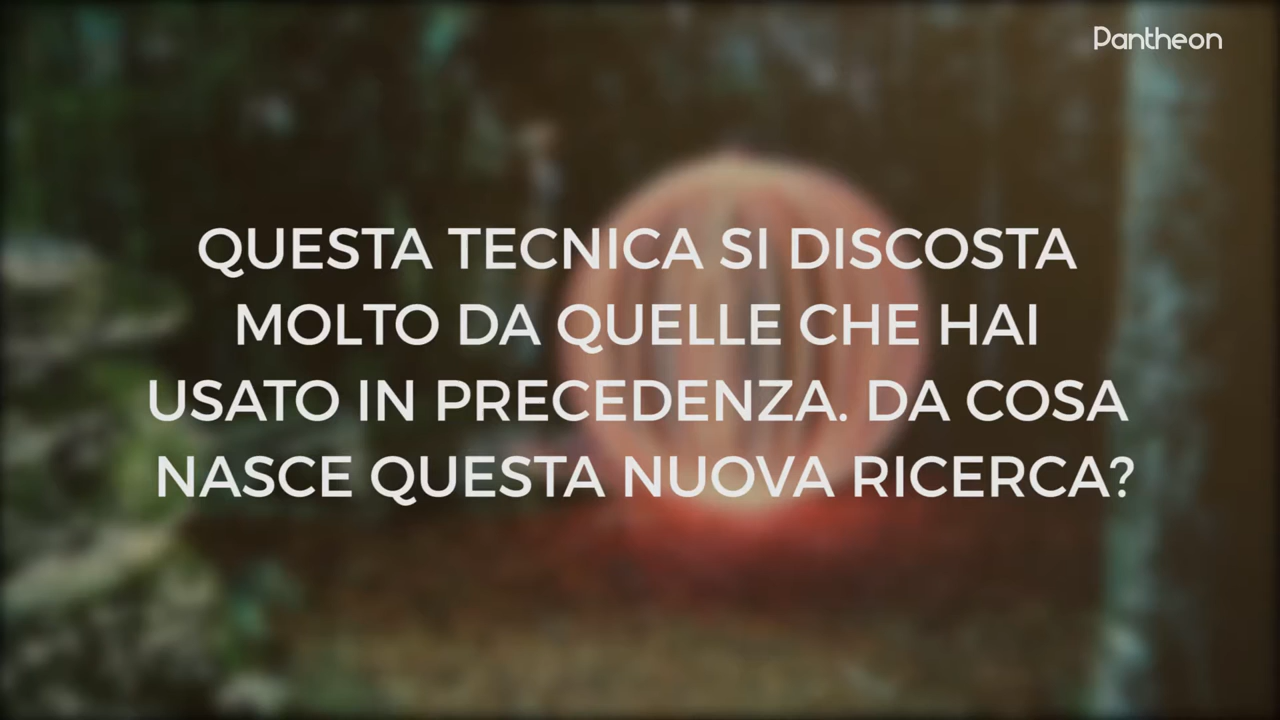 Pantheon
QUESTA TECNICA SI DISCOSTA
MOLTO DA QUELLE CHE HAI
USATO IN PRECEDENZA. DA COSA
NASCE QUESTA NUOVA RICERCA?